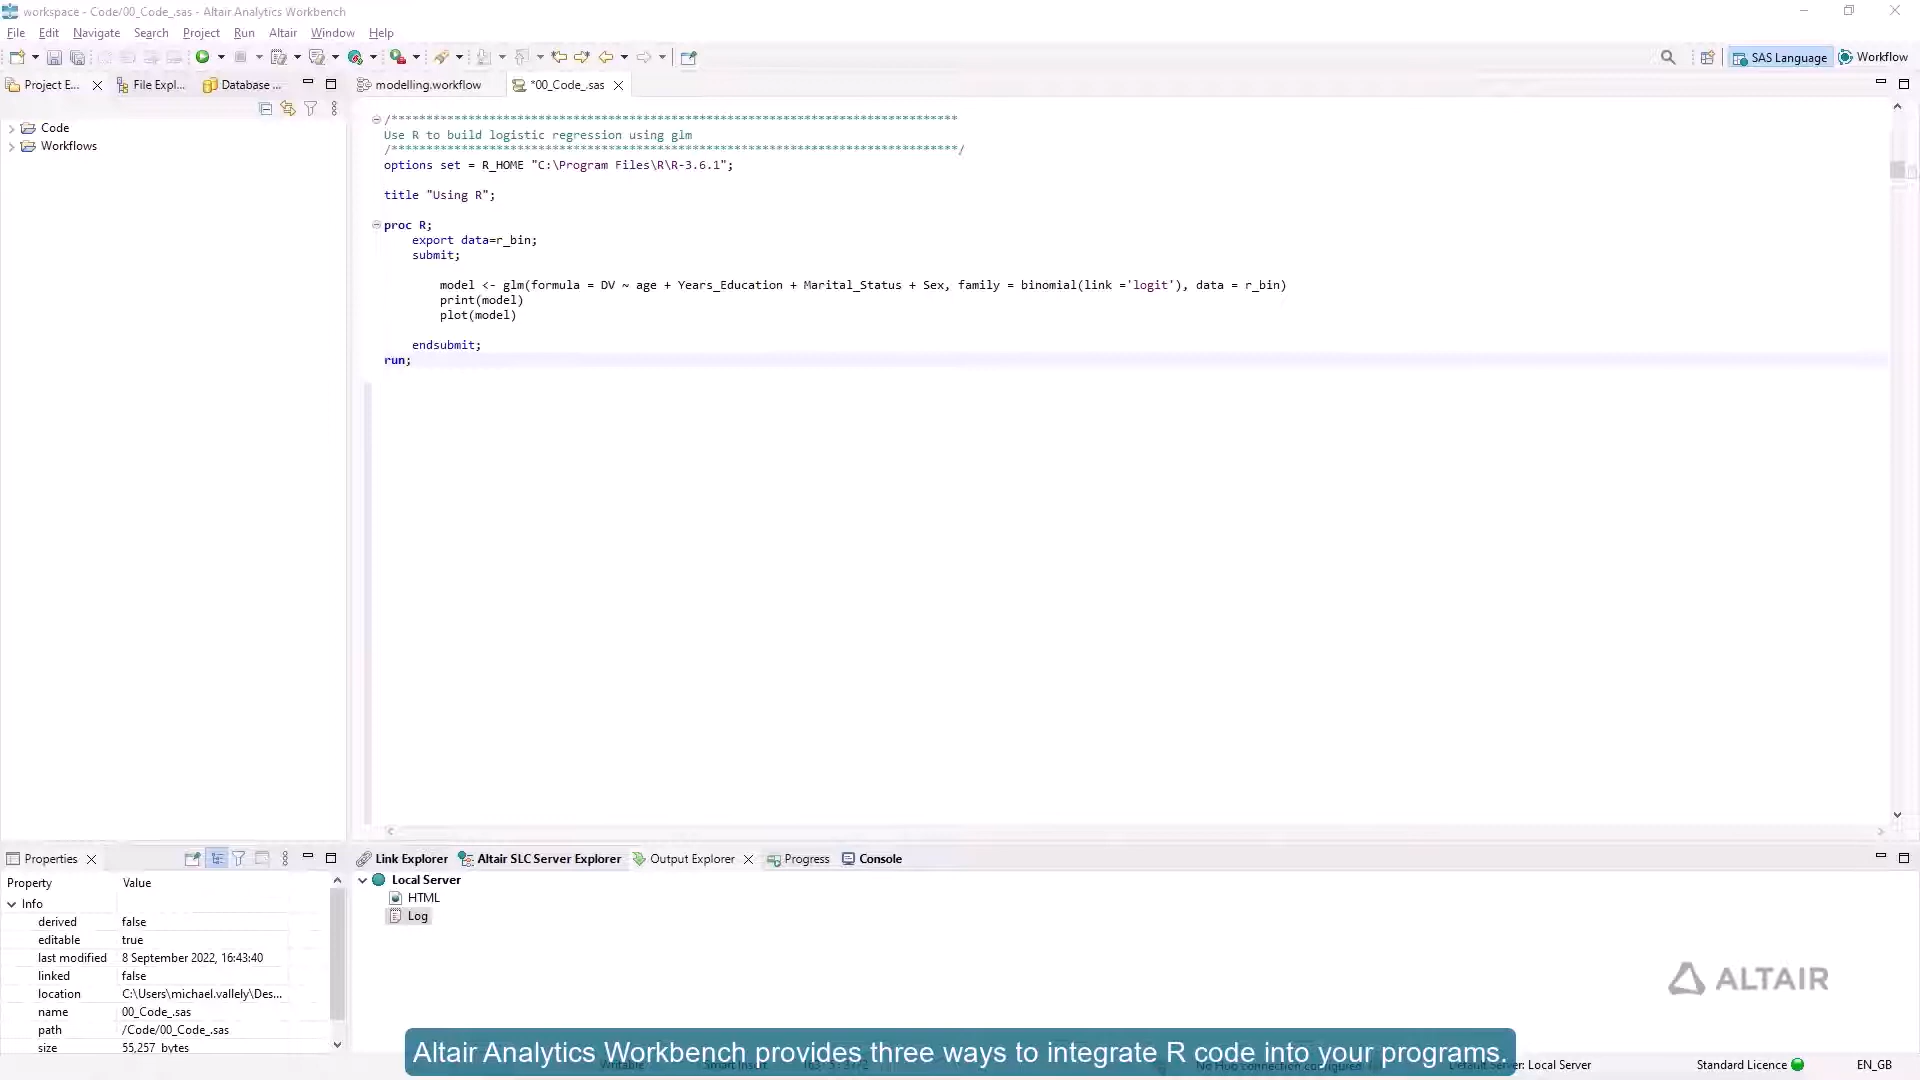 workspace - Code/00_Code_.sas - Altair Analytics Workbench
File Edit Navigate Search Project Run Altair Window Help
SAS Language Workflow
Project E... File Expl... Database ... modelling.workflow *00_Code_.sas
Code
Workflows
/*********************************************************************************
Use R to build logistic regression using glm
/*********************************************************************************/
options set = R_HOME "C:\Program Files\R\R-3.6.1";
title "Using R";
proc R;
export data=r_bin;
submit;
model <- glm(formula = DV ~ age + Years_Education + Marital_Status + Sex, family = binomial(link ='logit'), data = r_bin)
print(model)
plot(model)
endsubmit;
run;
Properties
Property Value
Info
derived false
editable true
last modified 8 September 2022, 16:43:40
linked false
location C:\Users\michael.vallely\Des...
name 00_Code_.sas
path /Code/00_Code_.sas
size 55,257 bytes
Link Explorer Altair SLC Server Explorer Output Explorer Progress Console
Local Server
HTML
Log
ALTAIR
Altair Analytics Workbench provides three ways to integrate R code into your programs.
Server: Local Server Standard Licence EN_GB